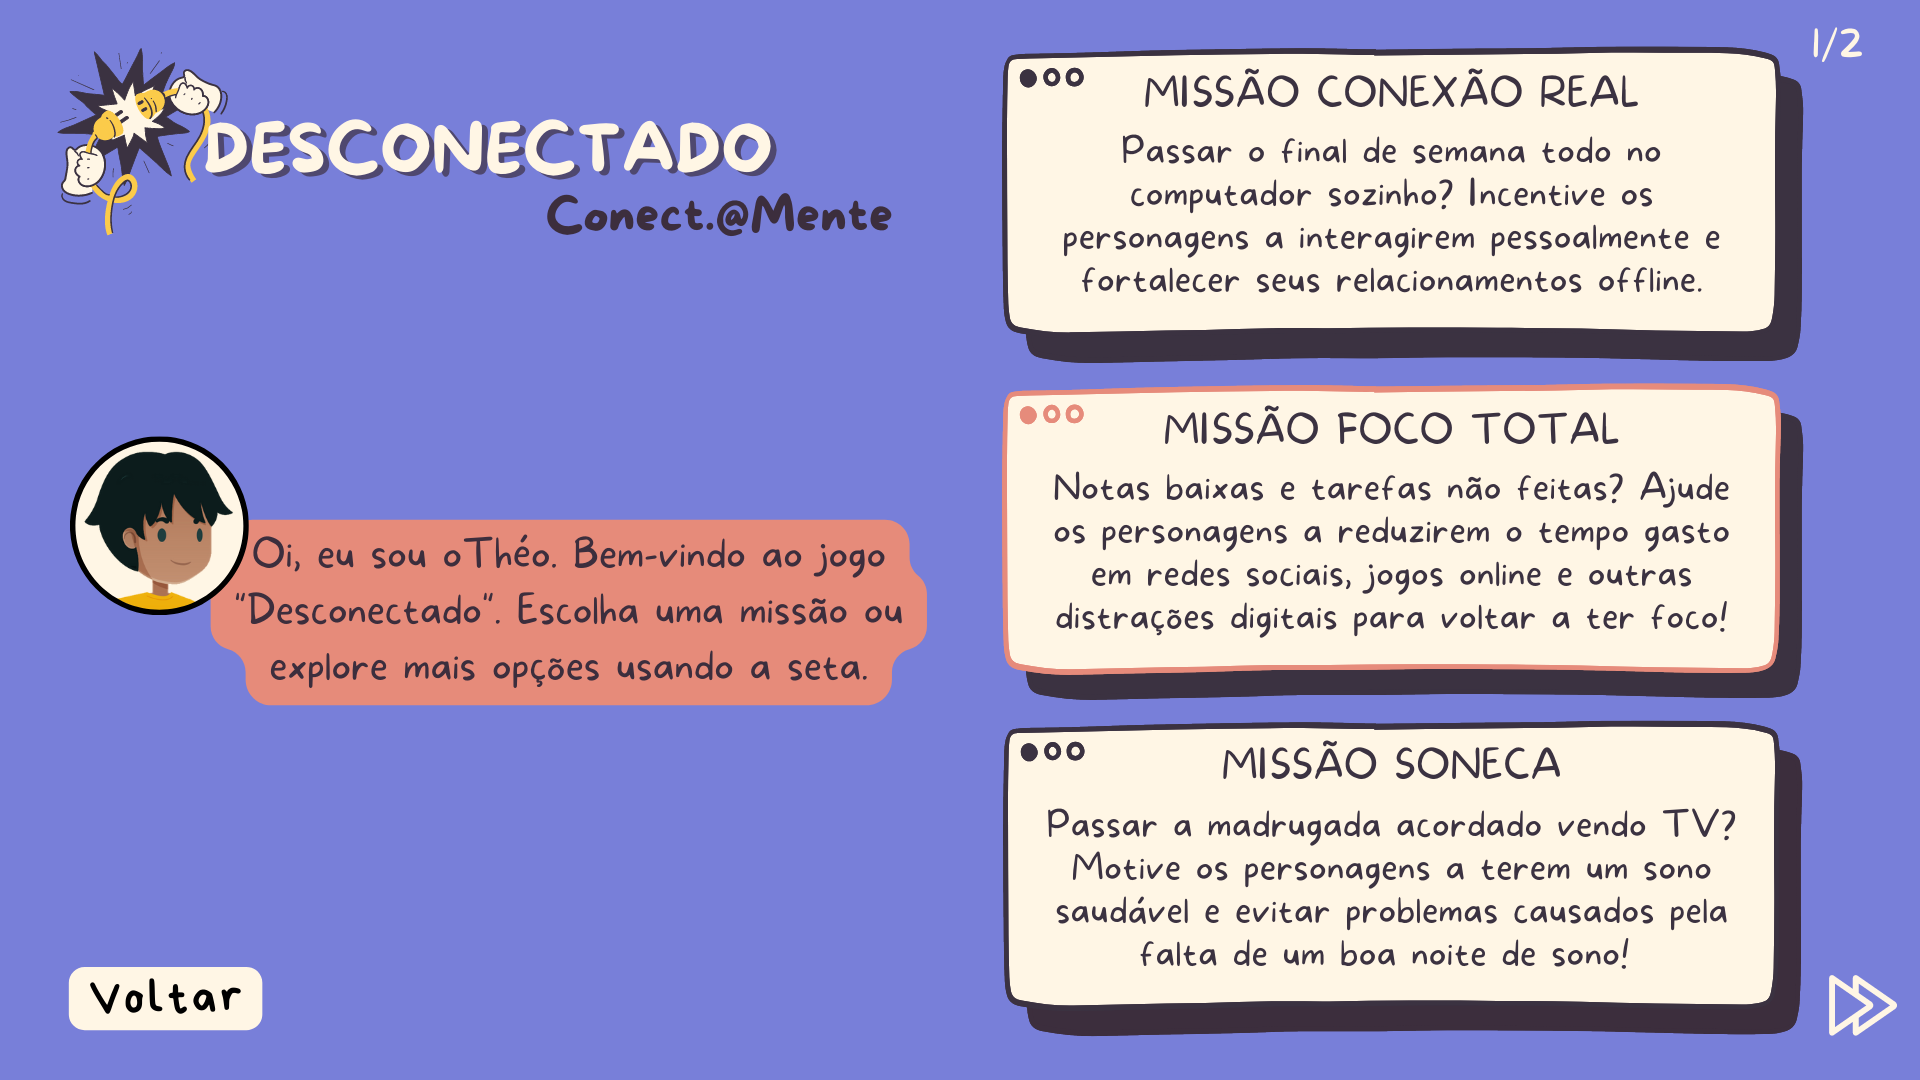 DESCONECTADO
Conect.@Mente
Oi, eu sou oThéo. Bem-vindo ao jogo
"Desconectado". Escolha uma missão ou
explore mais opções usando a seta.
Voltar
1/2
MISSÃO CONEXÃO REAL
Passar o final de semana todo no
computador sozinho? Incentive os
personagens a interagirem pessoalmente e
fortalecer seus relacionamentos offline.
MISSÃO FOCO TOTAL
Notas baixas e tarefas não feitas? Ajude
os personagens a reduzirem o tempo gasto
em redes sociais, jogos online e outras
distrações digitais para voltar a ter foco!
MISSÃO SONECA
Passar a madrugada acordado vendo TV?
Motive os personagens a terem um sono
saudável e evitar problemas causados pela
falta de um boa noite de sono!